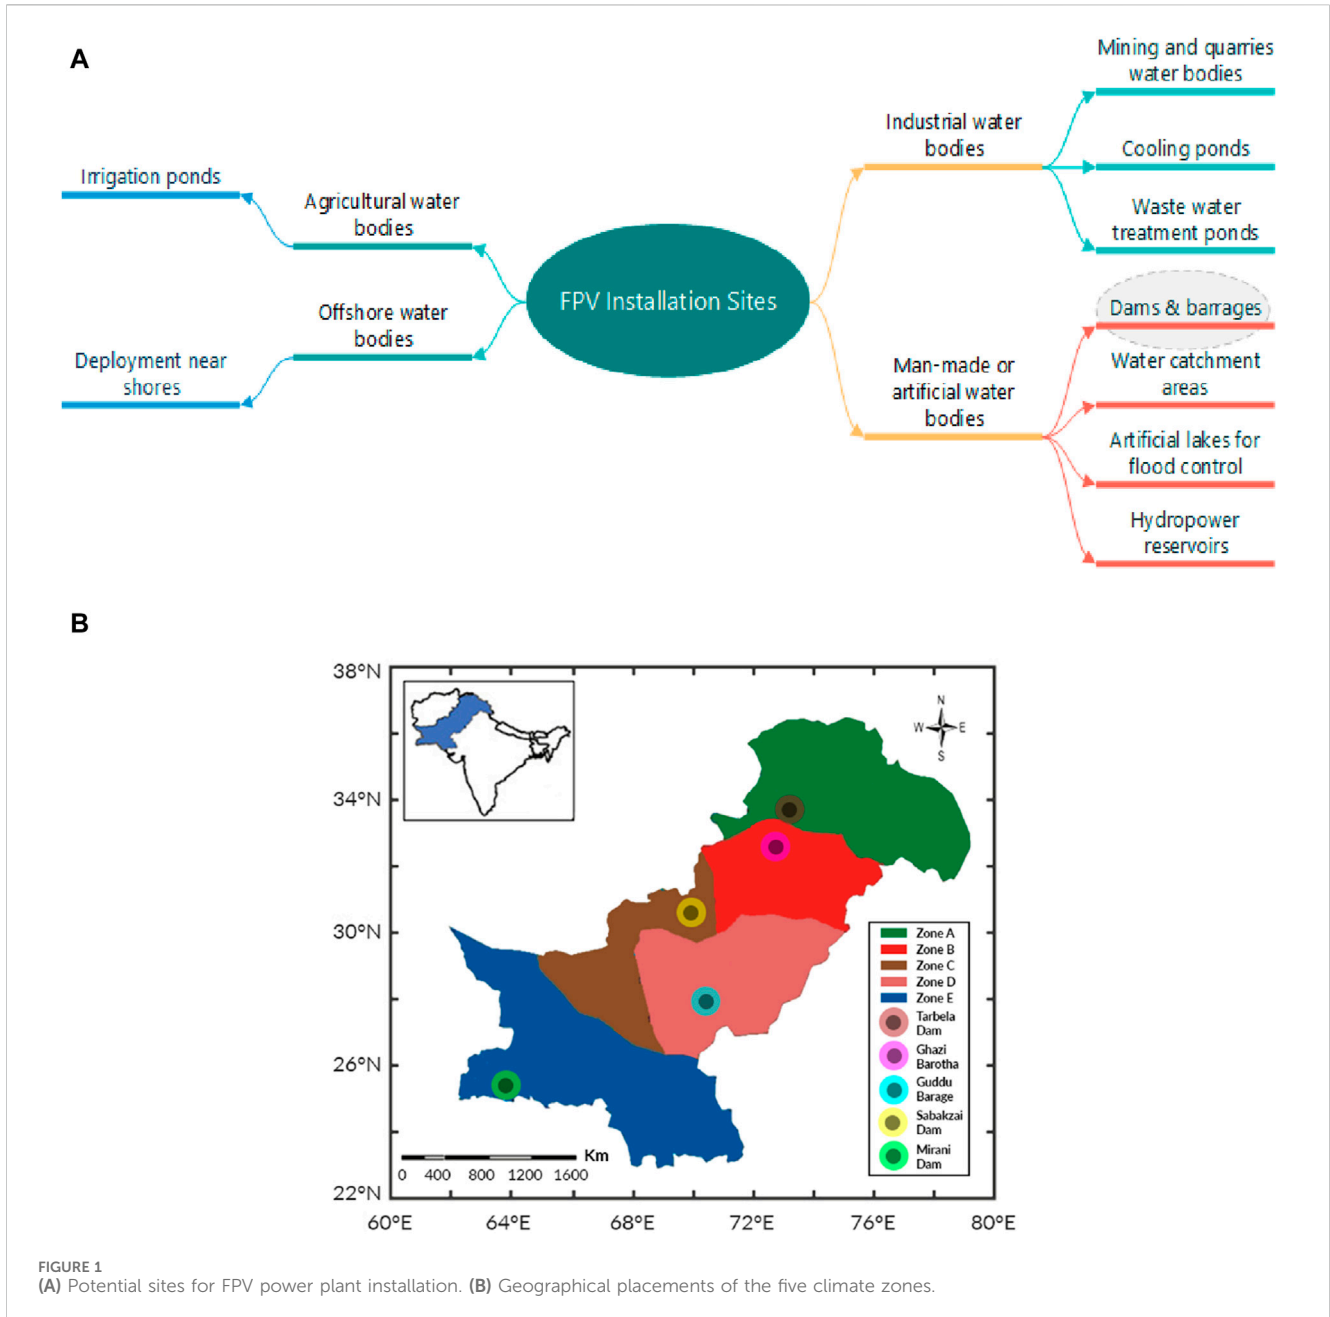 A
Irrigation ponds
Agricultural water
bodies
Offshore water
bodies
Deployment near
shores
FPV Installation Sites
Industrial water
bodies
Mining and quarries
water bodies
Cooling ponds
Waste water
treatment ponds
Man-made or
artificial water
bodies
Dams & barrages
Water catchment
areas
Artificial lakes for
flood control
Hydropower
reservoirs
B
38°N
34°N
30°N
26°N
22°N
60°E
64°E
68°E
72°E
76°E
80°E
N
W
E
S
Zone A
Zone B
Zone C
Zone D
Zone E
Tarbela
Dam
Ghazi
Barotha
Guddu
Barage
Sabakzai
Dam
Mirani
Dam
Km
0 400 800 1200 1600
FIGURE 1
(A) Potential sites for FPV power plant installation. (B) Geographical placements of the five climate zones.